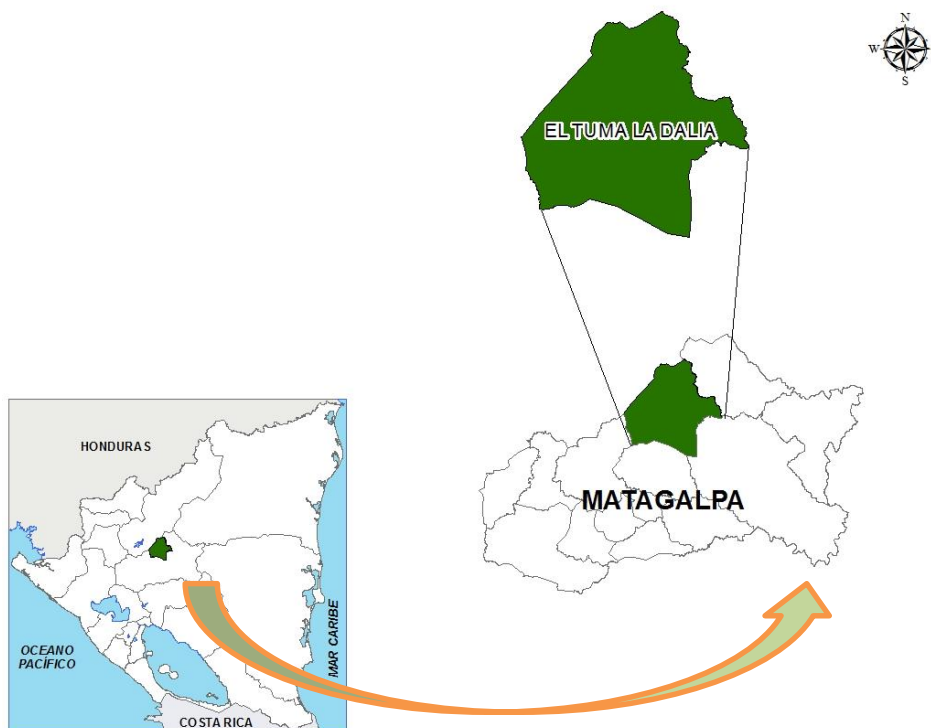 N
W
E
S
EL TUMA LA DALIA
MATAGALPA
HONDURAS
OCEANO
PACÍFICO
MAR CARIBE
COSTA RICA